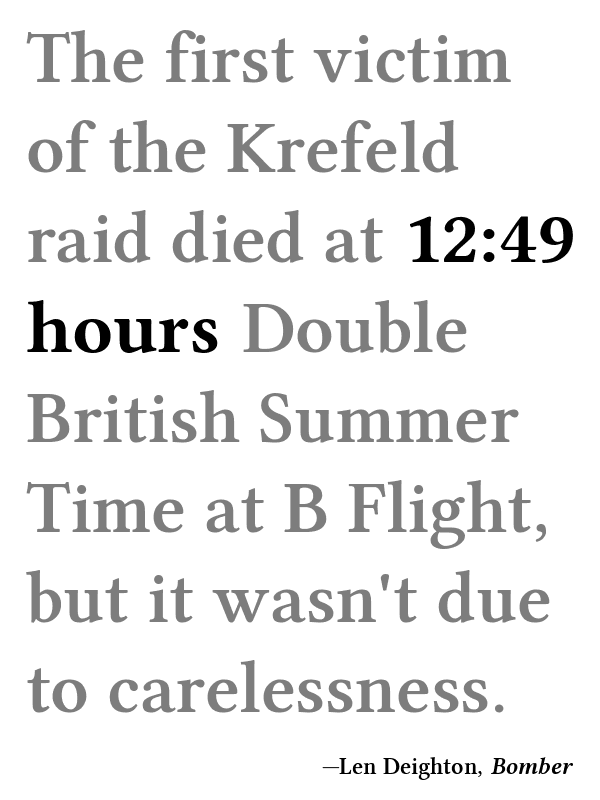 The first victim
of the Krefeld
raid died at 12:49
hours Double
British Summer
Time at B Flight,
but it wasn't due
to carelessness.
—Len Deighton, Bomber